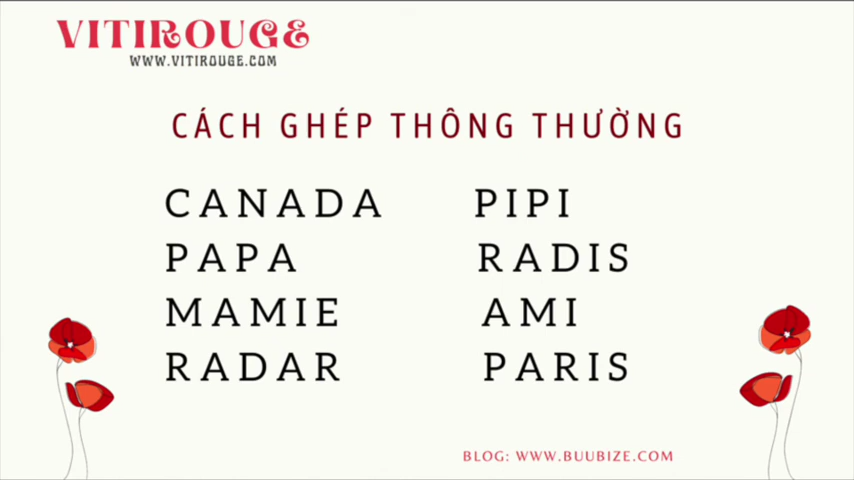 VITIROUGE
WWW.VITIROUGE.COM
CÁCH GHÉP THÔNG THƯỜNG
CANADA PIPI
PAPA RADIS
MAMIE AMI
RADAR PARIS
BLOG: WWW.BUUBIZE.COM